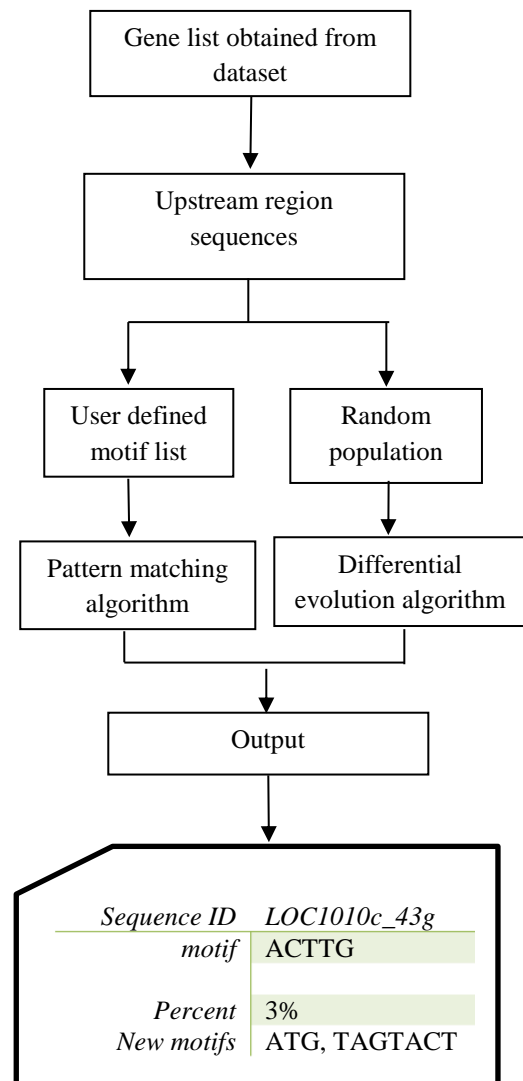 Gene list obtained from
dataset
Upstream region
sequences
User defined
motif list
Random
population
Pattern matching
algorithm
Differential
evolution algorithm
Output
Sequence ID LOC1010c_43g
motif ACTTG
Percent 3%
New motifs ATG, TAGTACT